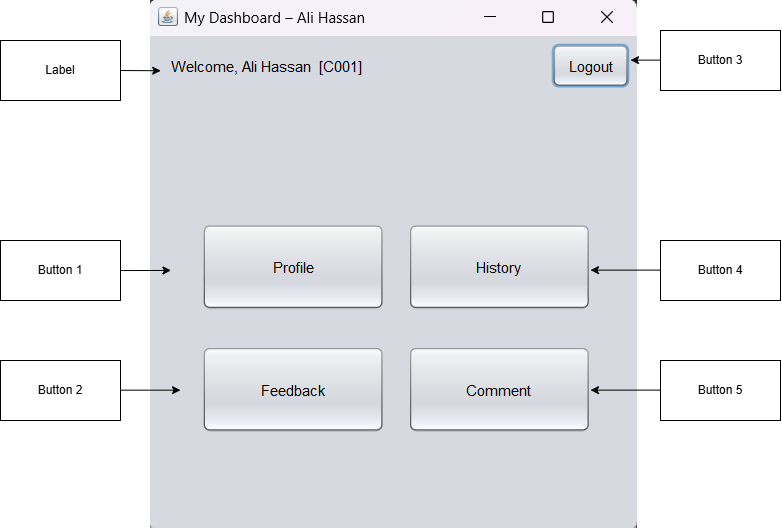 My Dashboard – Ali Hassan
Label
Welcome, Ali Hassan [C001]
Logout
Button 3
Button 1
Profile
History
Button 4
Button 2
Feedback
Comment
Button 5